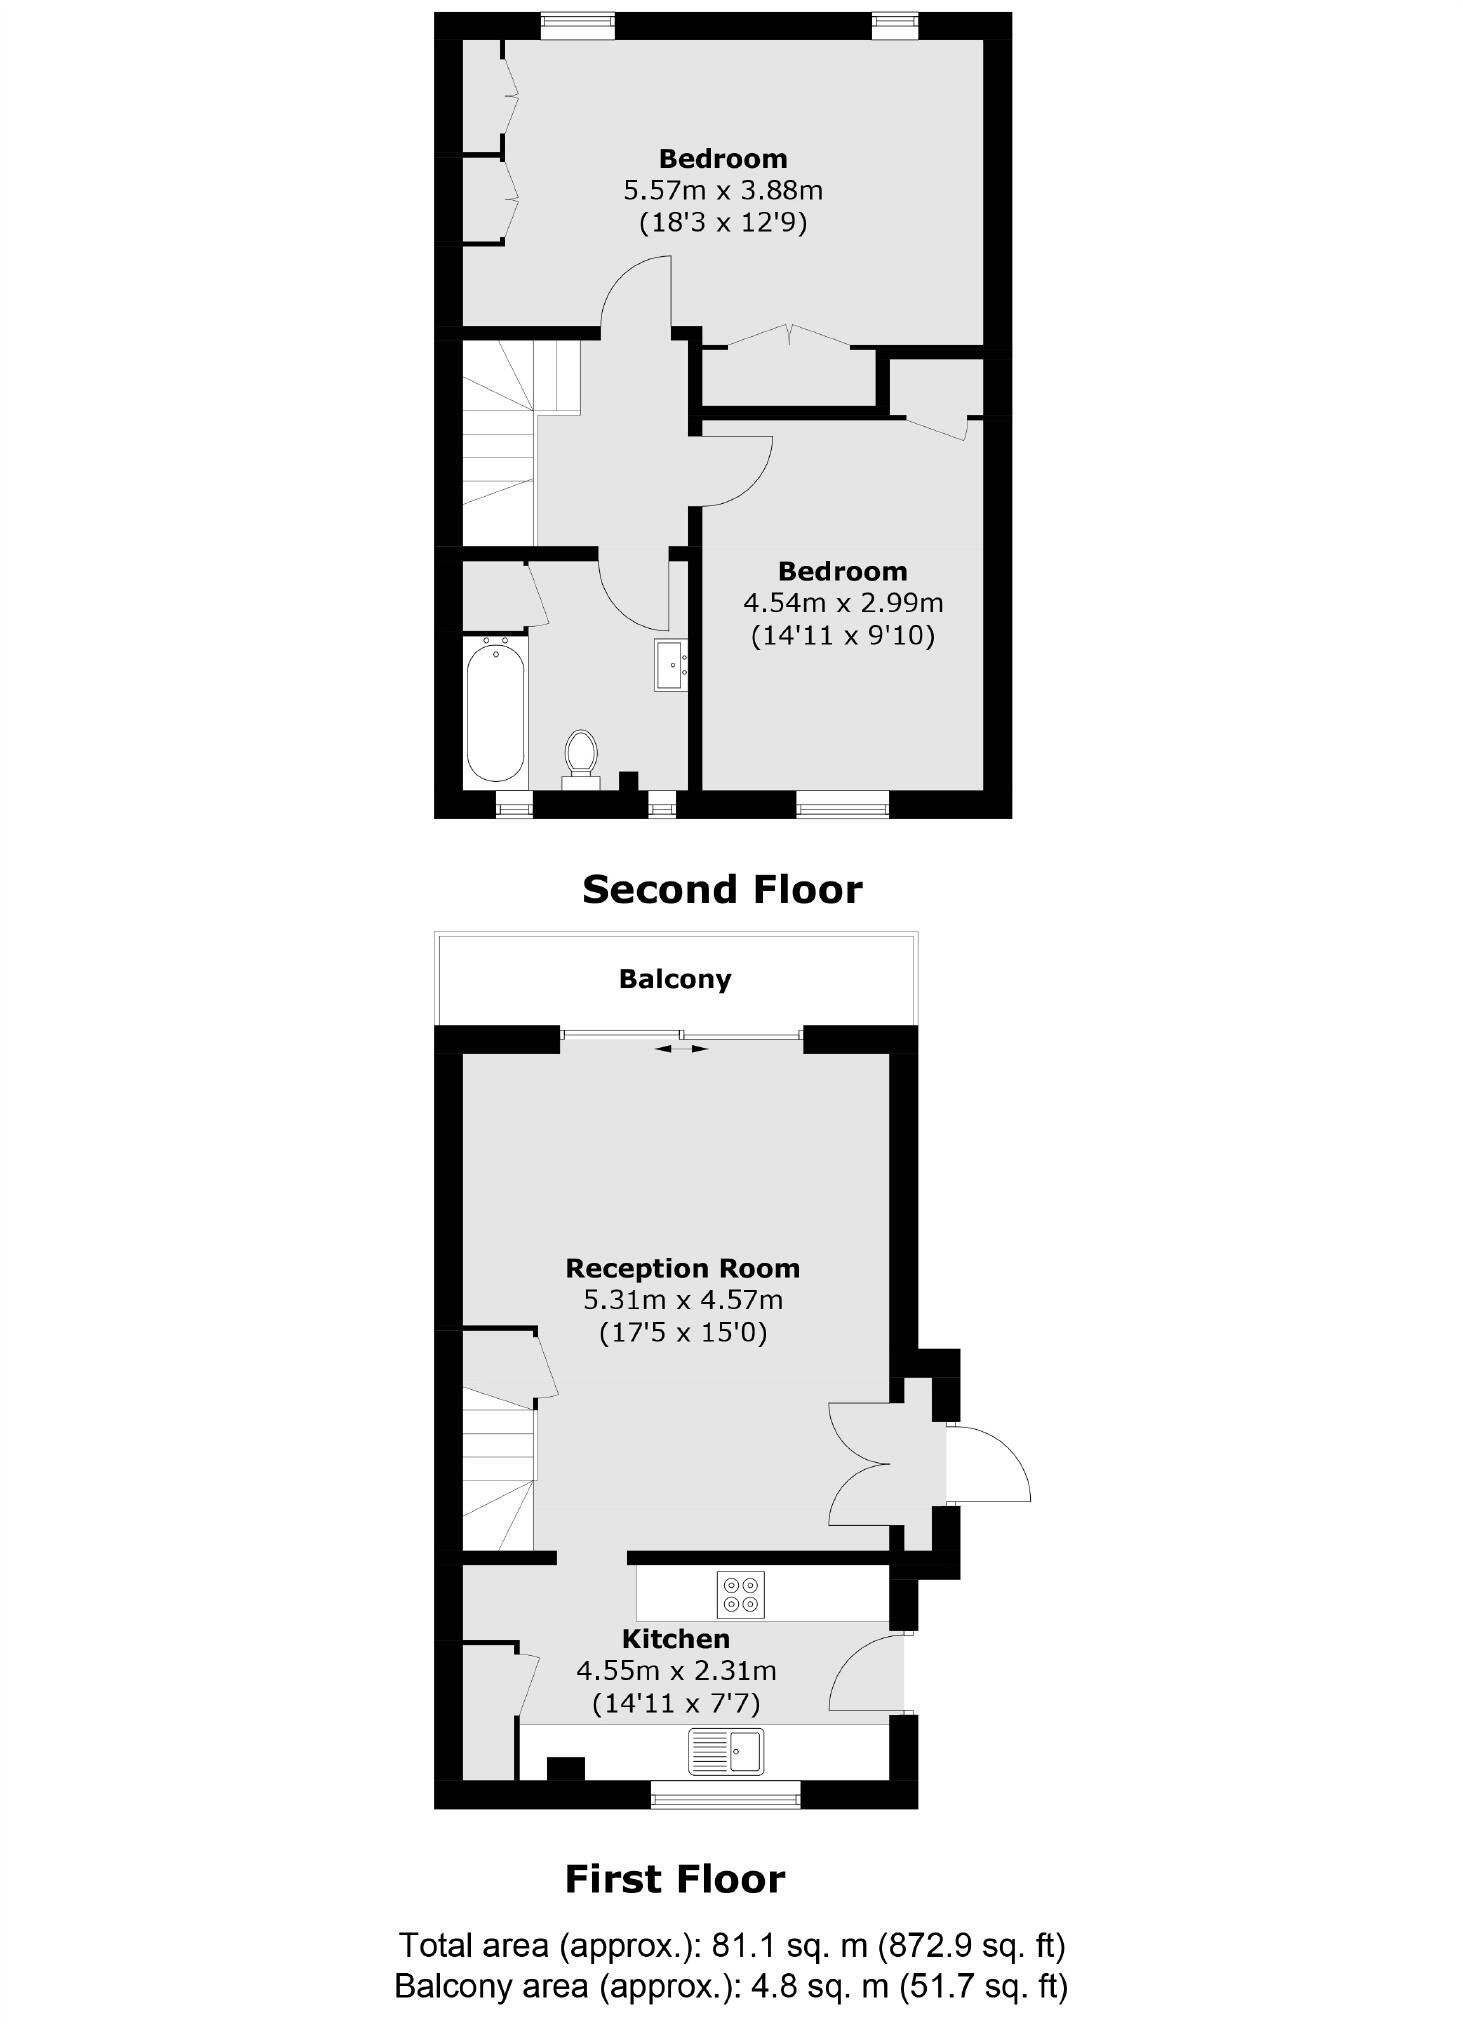 Bedroom
5.57m x 3.88m
(18'3 x 12'9)
Bedroom
4.54m x 2.99m
(14'11 x 9'10)
Second Floor
Balcony
Reception Room
5.31m x 4.57m
(17'5 x 15'0)
Kitchen
4.55m x 2.31m
(14'11 x 7'7)
First Floor
Total area (approx.): 81.1 sq. m (872.9 sq. ft)
Balcony area (approx.): 4.8 sq. m (51.7 sq. ft)